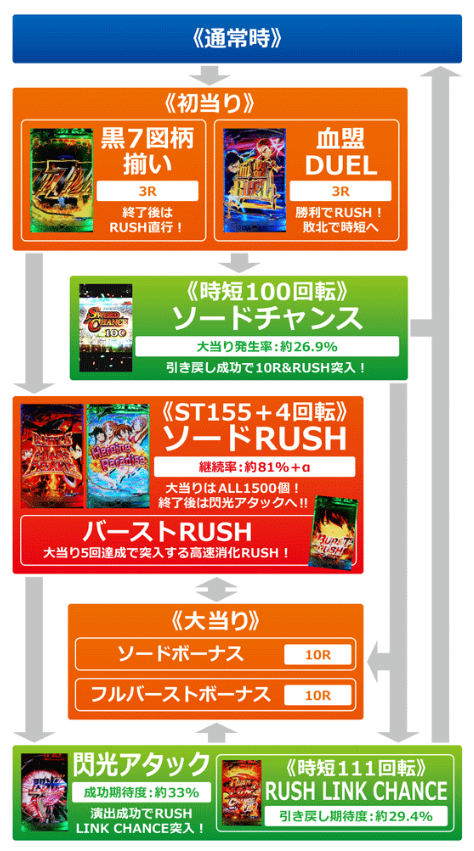 《通常時》
《初当り》
黒7図柄
揃い
3R
終了後は
RUSH直行！
血盟
DUEL
3R
勝利でRUSH！
敗北で時短へ
SWORD
CHANCE
100
《時短100回転》
ソードチャンス
大当り発生率：約26.9%
引き戻し成功で10R&RUSH突入！
《ST155＋4回転》
ソードRUSH
継続率：約81%＋α
大当りはALL1500個！
終了後は閃光アタックへ!!
バーストRUSH
大当り5回達成で突入する高速消化RUSH！
BURST
RUSH
《大当り》
ソードボーナス
10R
フルバーストボーナス
10R
閃光アタック
成功期待度：約33%
演出成功でRUSH
LINK CHANCE突入！
《時短111回転》
RUSH LINK CHANCE
引き戻し期待度：約29.4%